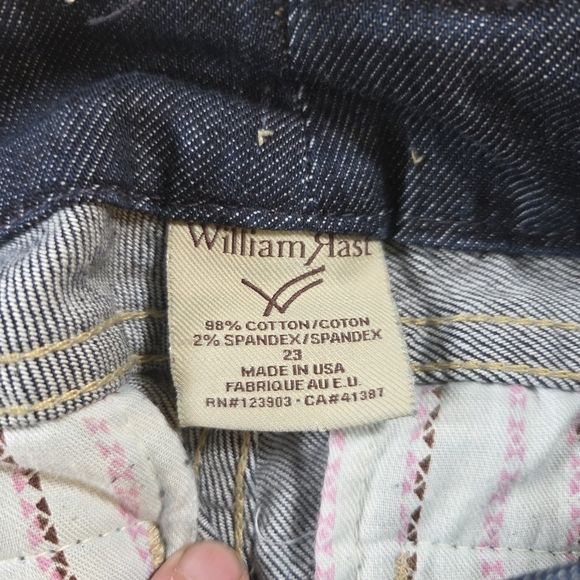 William Rast
98% COTTON/COTON
2% SPANDEX/SPANDEX
23
MADE IN USA
FABRIQUE AU E.U.
RN#123903 · CA#41387